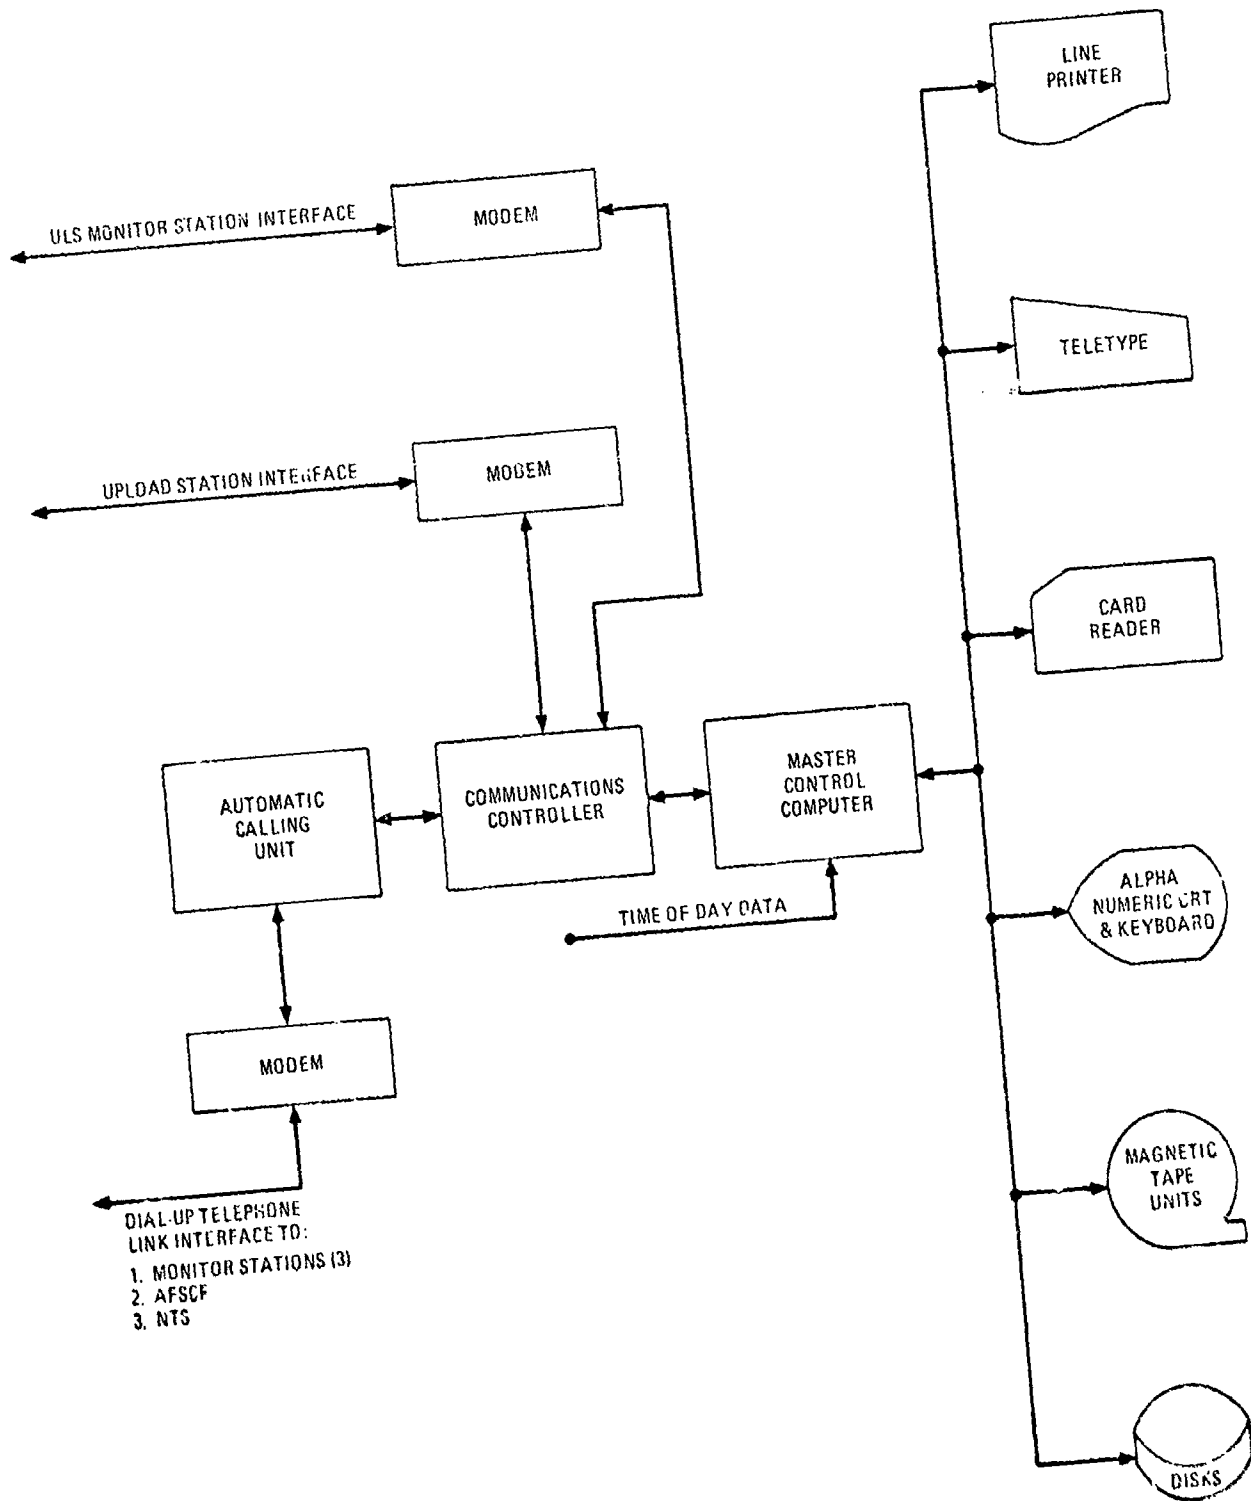 LINE
PRINTER
ULS MONITOR STATION INTERFACE
MODEM
TELETYPE
UPLOAD STATION INTERFACE
MODEM
CARD
READER
AUTOMATIC
CALLING
UNIT
COMMUNICATIONS
CONTROLLER
MASTER
CONTROL
COMPUTER
TIME OF DAY DATA
ALPHA
NUMERIC CRT
& KEYBOARD
MODEM
DIAL-UP TELEPHONE
LINK INTERFACE TO:
1. MONITOR STATIONS (3)
2. AFSCF
3. NTS
MAGNETIC
TAPE
UNITS
DISKS